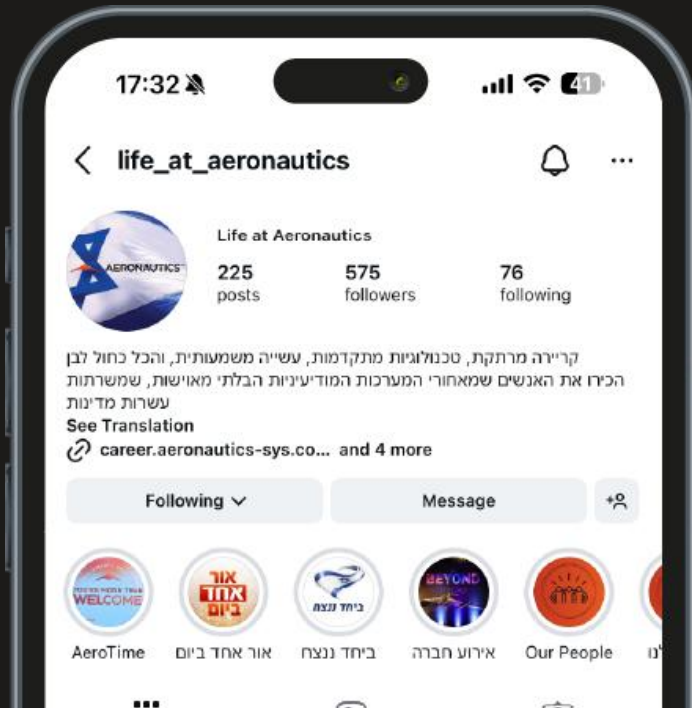 17:32
41
life_at_aeronautics
Life at Aeronautics
AERONAUTICS
225 575 76
posts followers following
קריירה מרתקת, טכנולוגיות מתקדמות, עשייה משמעותית, והכל כחול לבן
הכירו את האנשים שמאחורי המערכות המודיעיניות הבלתי מאוישות, שמשרתות
עשרות מדינות
See Translation
career.aeronautics-sys.co... and 4 more
Following Message
WELCOME
אור
אחד
ביום
ביחד ננצח
BEYOND
AeroTime אור אחד ביום ביחד ננצח אירוע חברה Our People